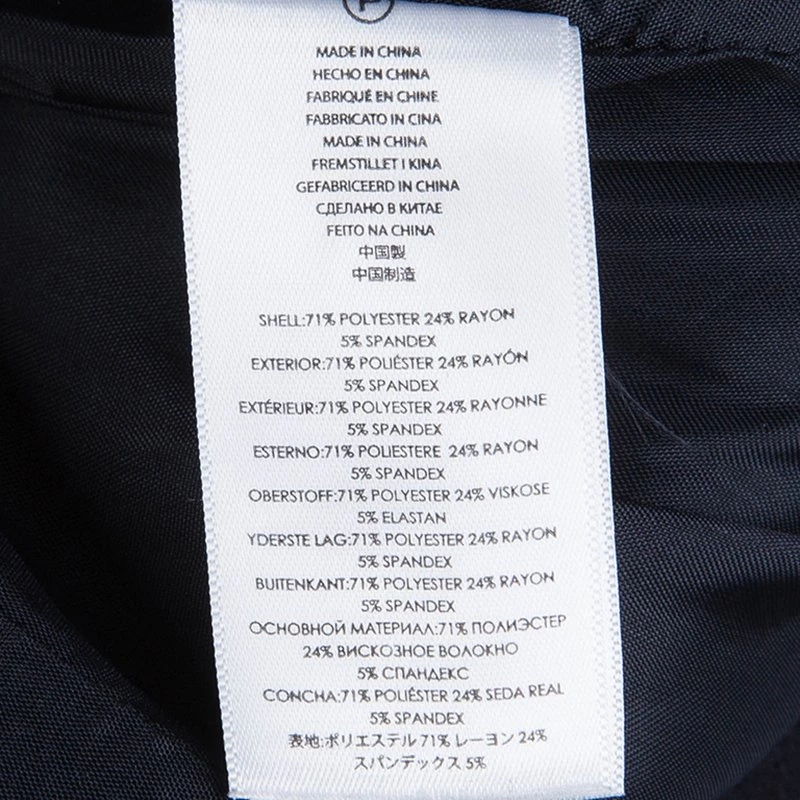 P
MADE IN CHINA
HECHO EN CHINA
FABRIQUÉ EN CHINE
FABBRICATO IN CINA
MADE IN CHINA
FREMSTILLET I KINA
GEFABRICEERD IN CHINA
СДЕЛАНО В КИТАЕ
FEITO NA CHINA
中国製
中国制造
SHELL:71% POLYESTER 24% RAYON
5% SPANDEX
EXTERIOR:71% POLIÉSTER 24% RAYÓN
5% SPANDEX
EXTÉRIEUR:71% POLYESTER 24% RAYONNE
5% SPANDEX
ESTERNO:71% POLIESTERE 24% RAYON
5% SPANDEX
OBERSTOFF:71% POLYESTER 24% VISKOSE
5% ELASTAN
YDERSTE LAG:71% POLYESTER 24% RAYON
5% SPANDEX
BUITENKANT:71% POLYESTER 24% RAYON
5% SPANDEX
ОСНОВНОЙ МАТЕРИАЛ:71% ПОЛИЭСТЕР
24% ВИСКОЗНОЕ ВОЛОКНО
5% СПАНДЕКС
CONCHA:71% POLIÉSTER 24% SEDA REAL
5% SPANDEX
表地:ポリエステル 71% レーヨン 24%
スパンデックス 5%